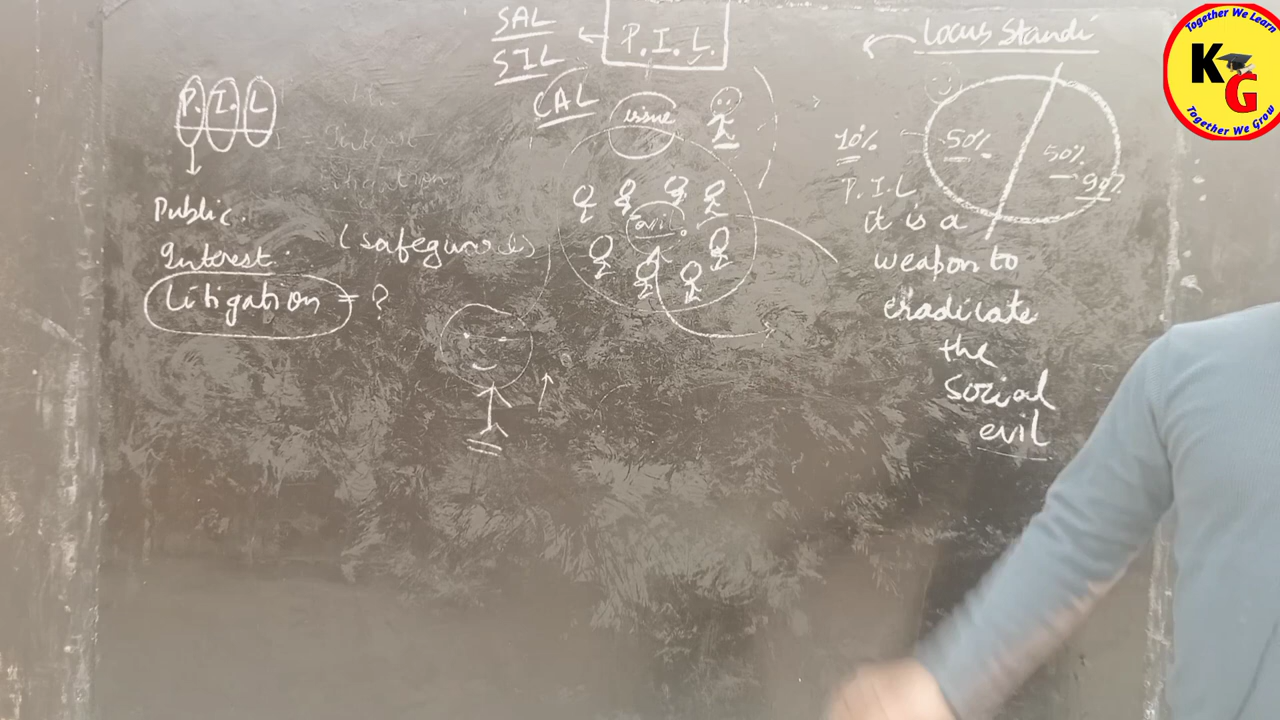 SAL
SIL
P.I.L.
Locus Standi
CAL
issue
P. I. L
Public.
Interest.
Litigation = ?
(safeguards)
evil.
10%
50%
50%
90%
P.I.L
it is a
weapon to
eradicate
the
social
evil
Together We Learn
KG
Together We Grow